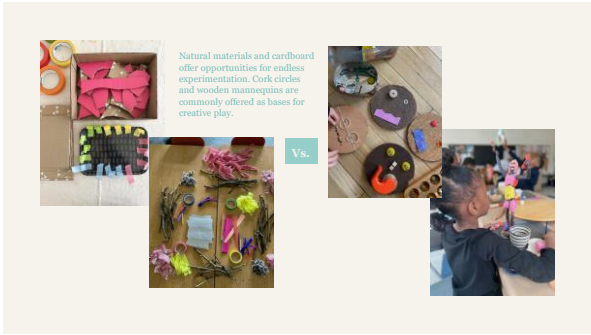 Natural materials and cardboard
offer opportunities for endless
experimentation. Cork circles
and wooden mannequins are
commonly offered as bases for
creative play.
Vs.